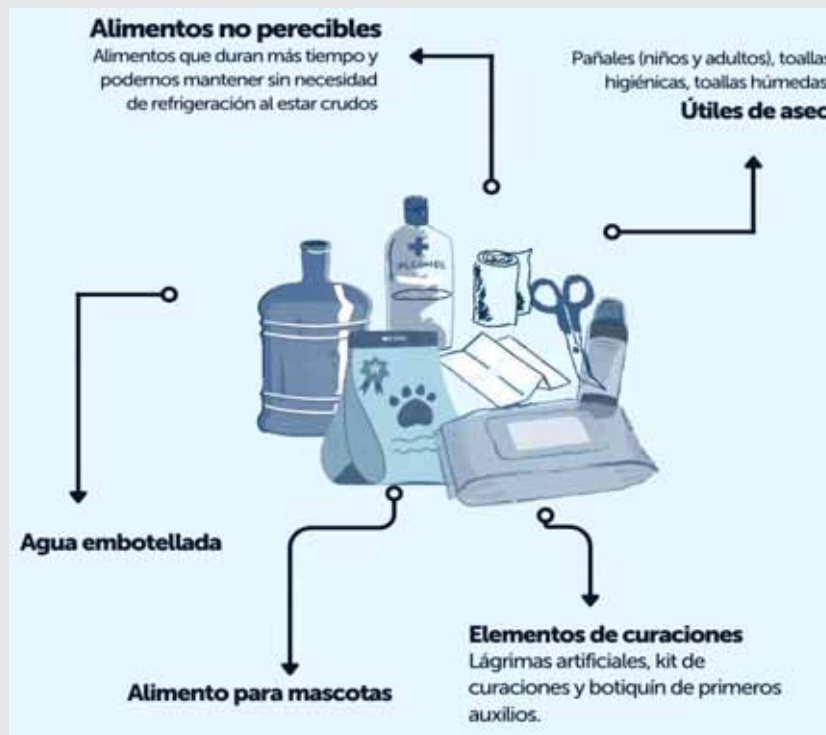 Alimentos no perecibles
Alimentos que duran más tiempo y
podemos mantener sin necesidad
de refrigeración al estar crudos
Pañales (niños y adultos), toallas
higiénicas, toallas húmedas
Útiles de aseo
ALCOHOL
Agua embotellada
Alimento para mascotas
Elementos de curaciones
Lágrimas artificiales, kit de
curaciones y botiquín de primeros
auxilios.